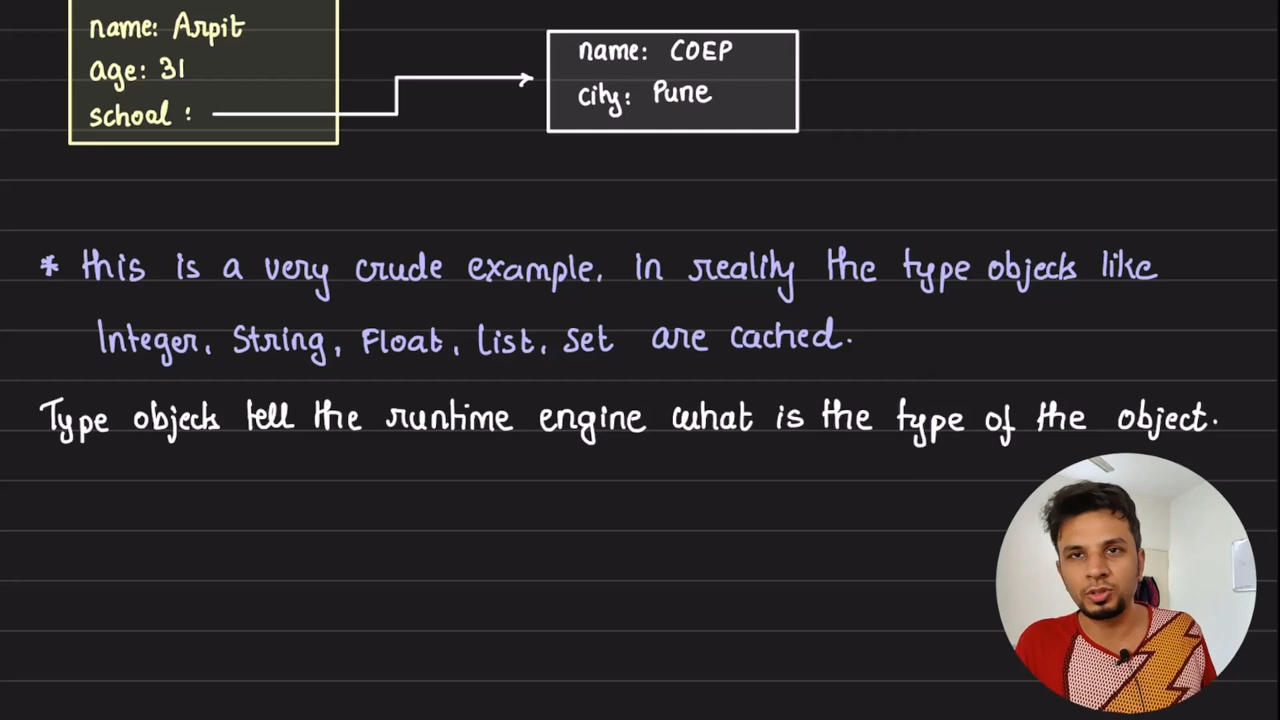 name: Arpit
age: 31
school :
name: COEP
city: Pune
* this is a very crude example. In reality the type objects like
Integer, String, Float, List, Set are cached.
Type objects tell the runtime engine what is the type of the object.